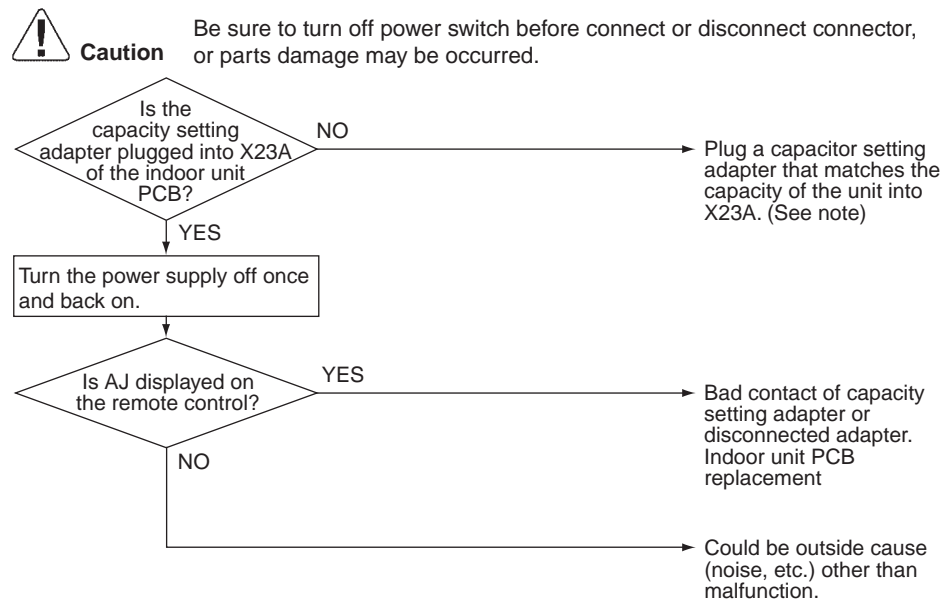 Be sure to turn off power switch before connect or disconnect connector,
Caution
or parts damage may be occurred.
Is the
capacity setting
adapter plugged into X23A
of the indoor unit
PCB?
NO
Plug a capacitor setting
adapter that matches the
capacity of the unit into
X23A. (See note)
YES
Turn the power supply off once
and back on.
Is AJ displayed on
the remote control?
YES
Bad contact of capacity
setting adapter or
disconnected adapter.
Indoor unit PCB
replacement
NO
Could be outside cause
(noise, etc.) other than
malfunction.